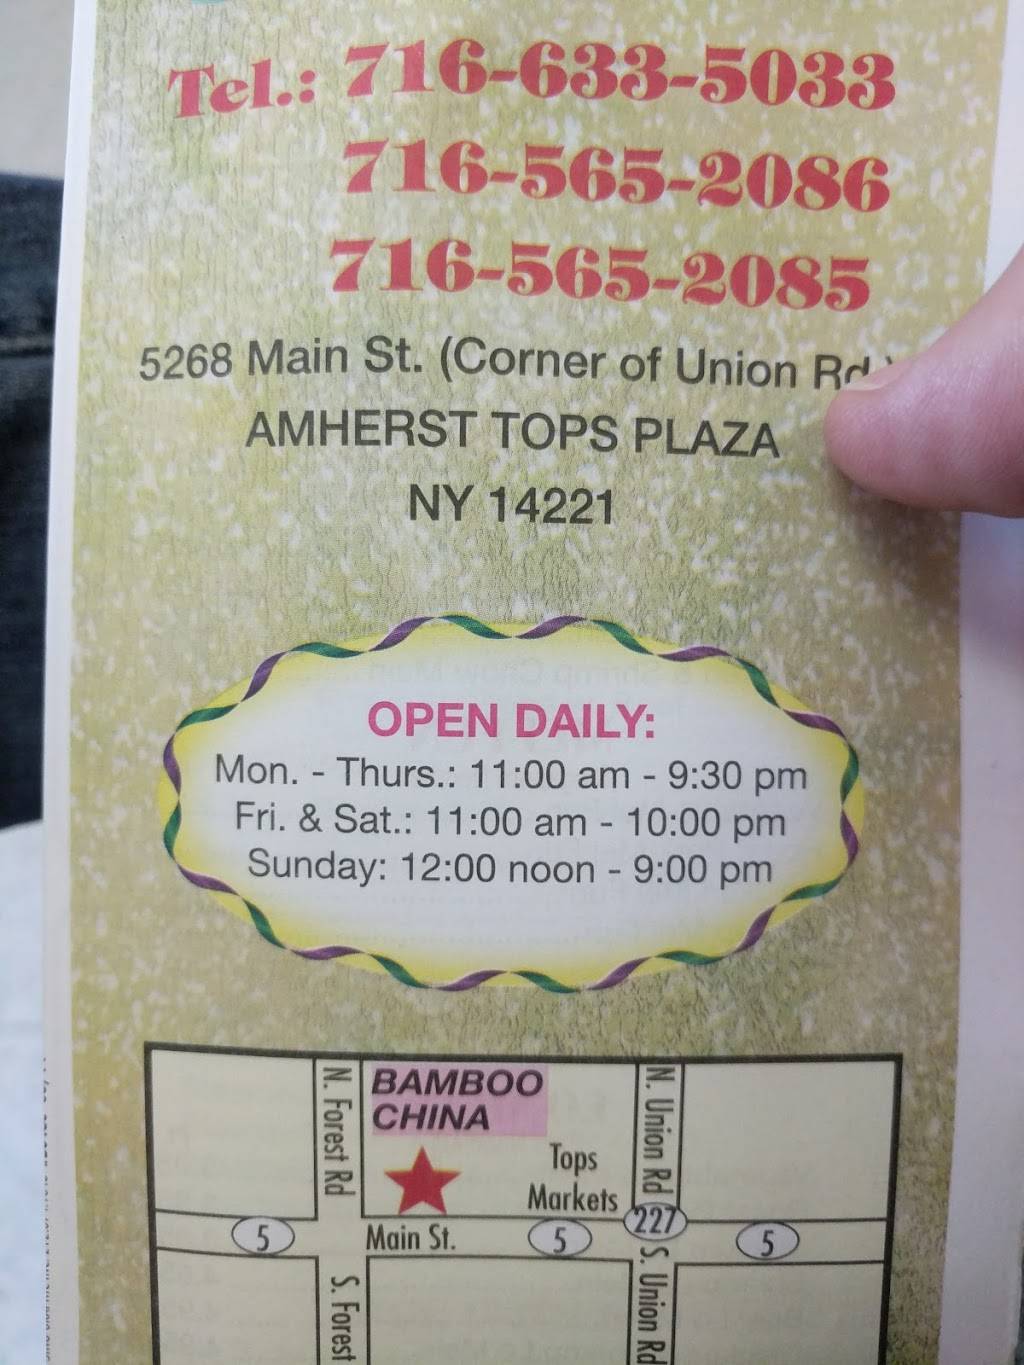 Tel.: 716-633-5033
716-565-2086
716-565-2085
5268 Main St. (Corner of Union Rd.)
AMHERST TOPS PLAZA
NY 14221
OPEN DAILY:
Mon. - Thurs.: 11:00 am - 9:30 pm
Fri. & Sat.: 11:00 am - 10:00 pm
Sunday: 12:00 noon - 9:00 pm
BAMBOO
CHINA
N. Forest Rd
N. Union Rd
Tops
Markets
227
5
Main St.
5
5
S. Forest
S. Union Rd